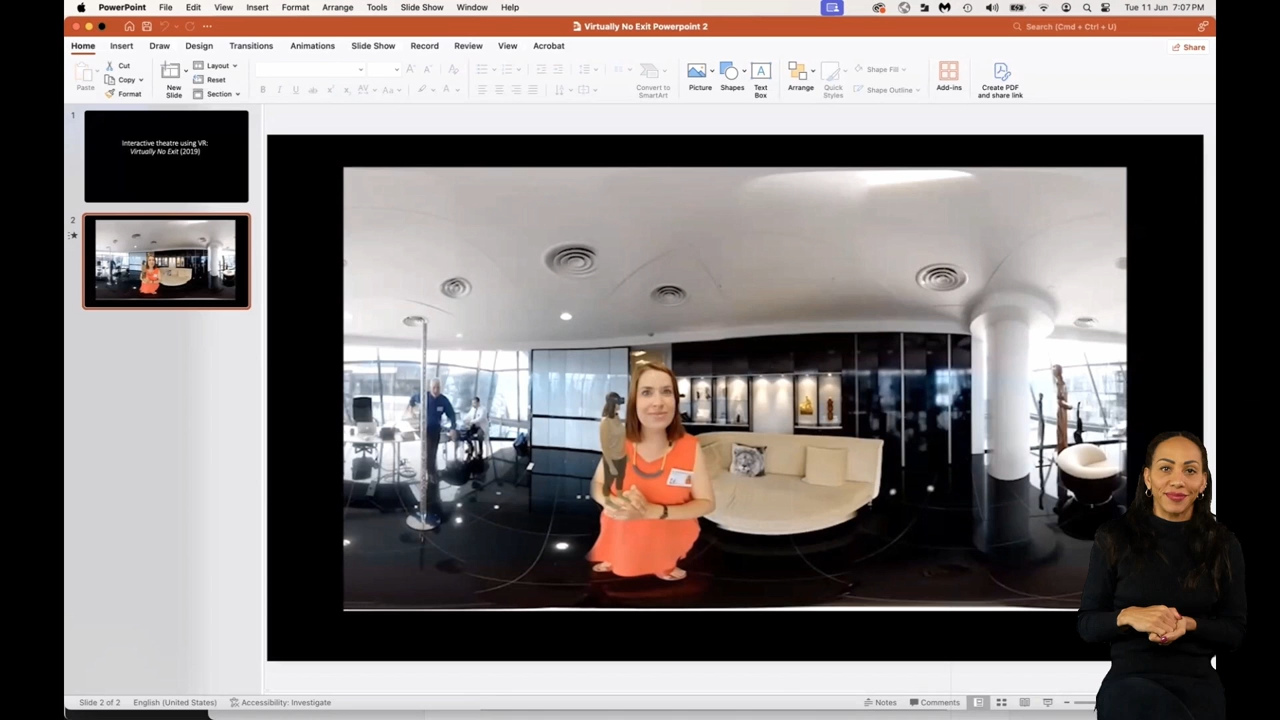 PowerPoint File Edit View Insert Format Arrange Tools Slide Show Window Help Tue 11 Jun 7:07 PM
Virtually No Exit Powerpoint 2 Search (Cmd + Ctrl + U)
Home Insert Draw Design Transitions Animations Slide Show Record Review View Acrobat Share
Paste Cut Copy Format
New Slide Layout Reset Section
Convert to SmartArt
Picture Shapes Text Box
Arrange Quick Styles Shape Fill Shape Outline
Add-ins Create PDF and share link
1
Interactive theatre using VR:
Virtually No Exit (2019)
2
Slide 2 of 2 English (United States) Accessibility: Investigate Notes Comments